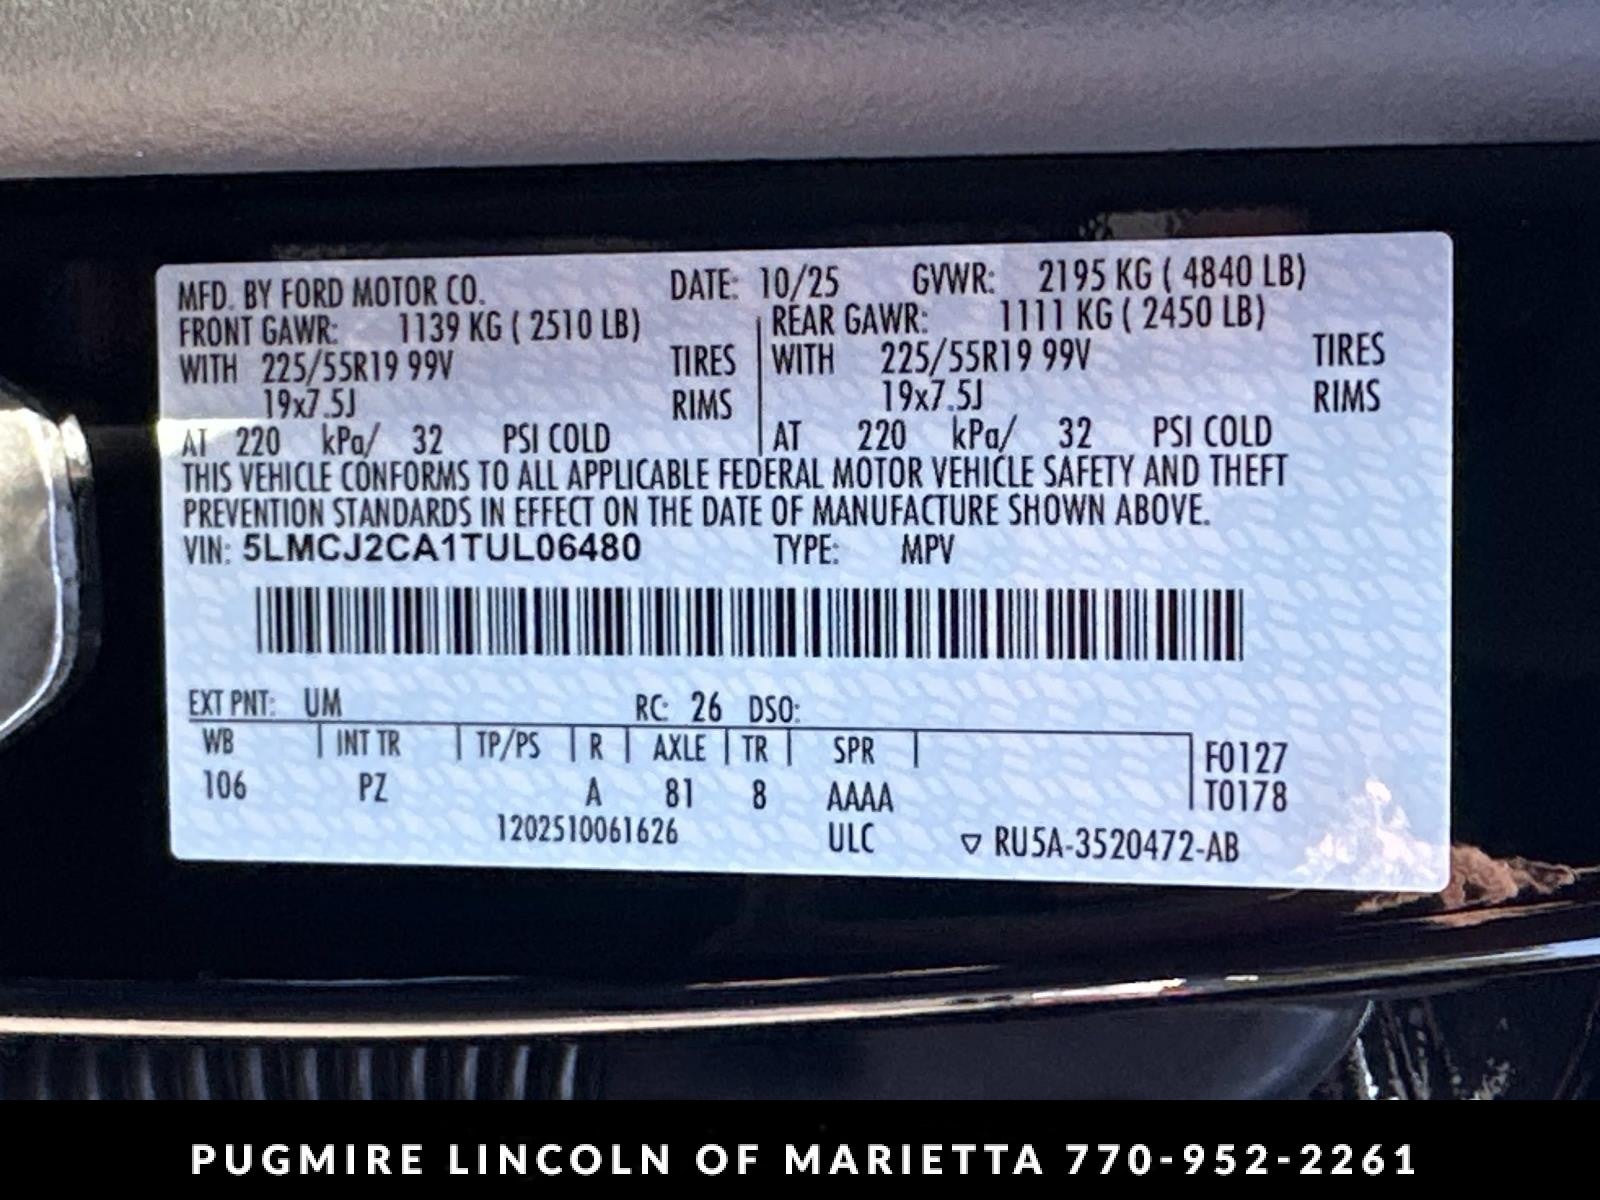 MFD. BY FORD MOTOR CO. DATE: 10/25 GVWR: 2195 KG ( 4840 LB)
FRONT GAWR: 1139 KG ( 2510 LB) REAR GAWR: 1111 KG ( 2450 LB)
WITH 225/55R19 99V TIRES WITH 225/55R19 99V TIRES
19x7.5J RIMS 19x7.5J RIMS
AT 220 kPa/ 32 PSI COLD AT 220 kPa/ 32 PSI COLD
THIS VEHICLE CONFORMS TO ALL APPLICABLE FEDERAL MOTOR VEHICLE SAFETY AND THEFT
PREVENTION STANDARDS IN EFFECT ON THE DATE OF MANUFACTURE SHOWN ABOVE.
VIN: 5LMCJ2CA1TUL06480 TYPE: MPV
EXT PNT: UM RC: 26 DSO:
WB INT TR TP/PS R AXLE TR SPR F0127
106 PZ A 81 8 AAAA T0178
1202510061626 ULC ▽ RU5A-3520472-AB
PUGMIRE LINCOLN OF MARIETTA 770-952-2261